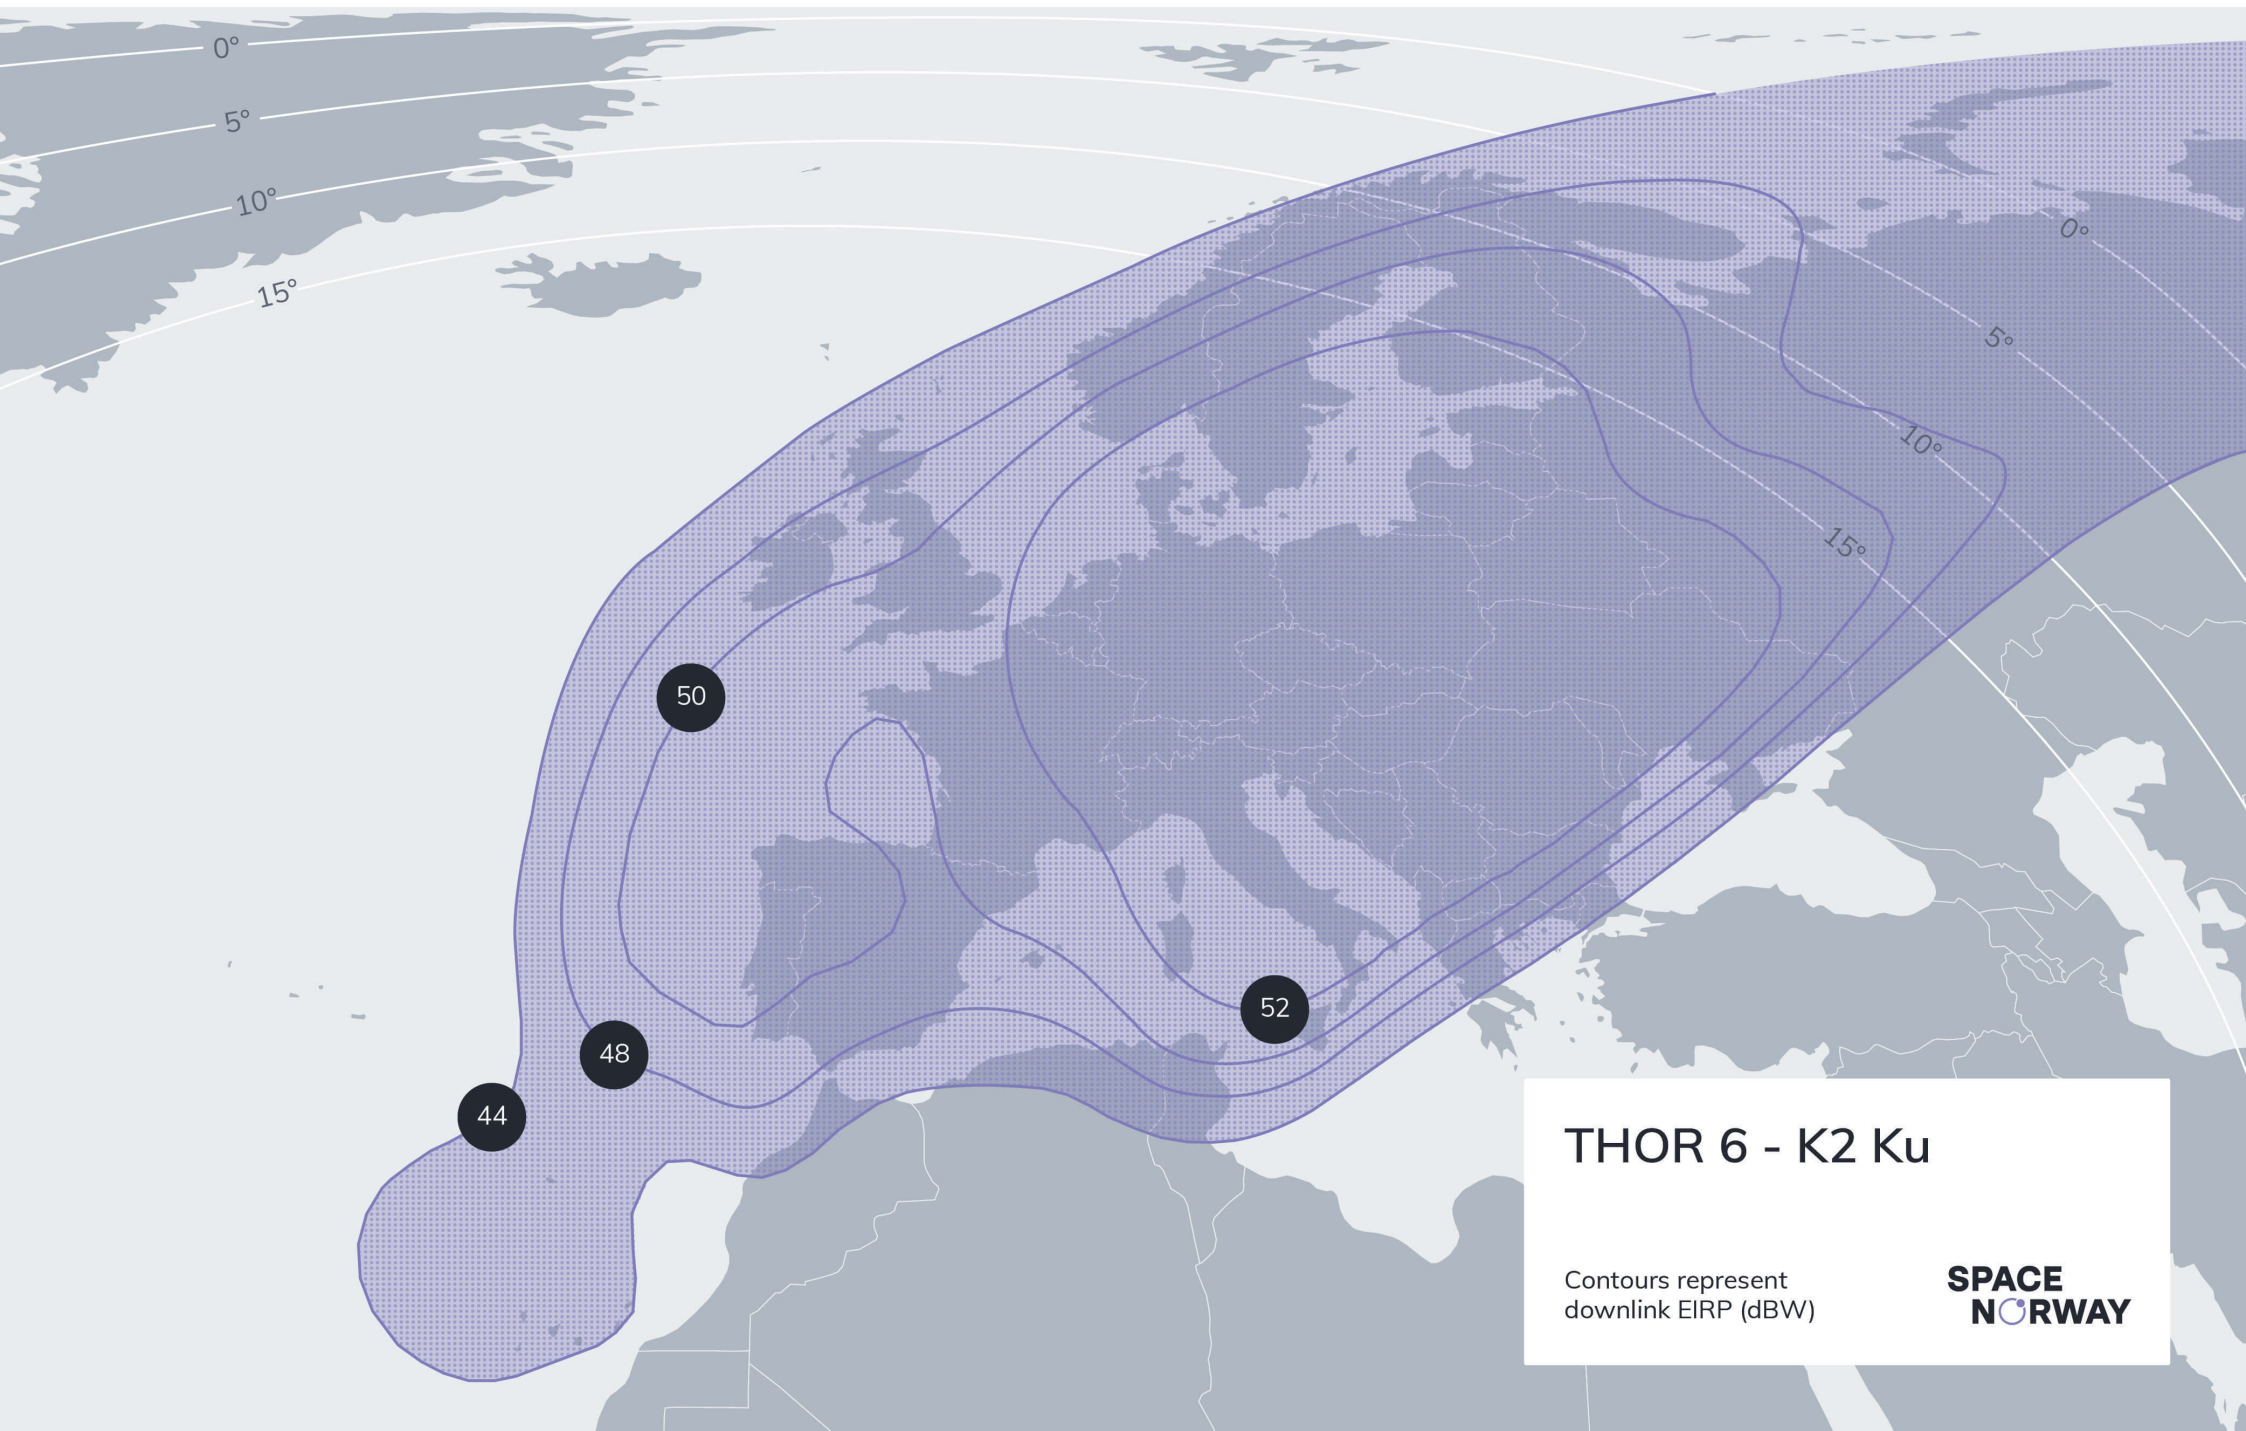 0°
5°
10°
15°
0°
5°
10°
15°
50
52
48
44
THOR 6 - K2 Ku
Contours represent
downlink EIRP (dBW)
SPACE
NORWAY